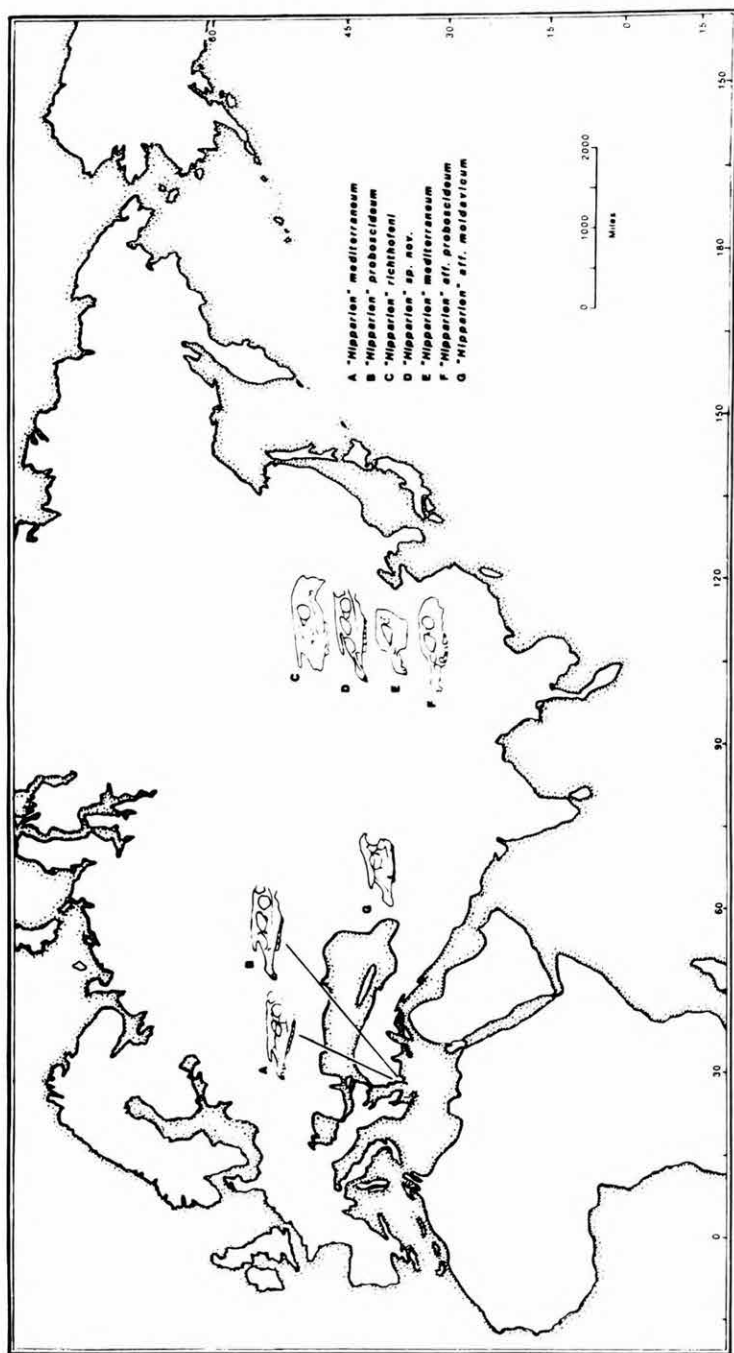 60
45
30
15
0
15
A
B
C
D
E
F
G
A "Hipparion" mediterraneum
B "Hipparion" proboscideum
C "Hipparion" richthofeni
D "Hipparion" sp. nov.
E "Hipparion" mediterraneum
F "Hipparion" aff. proboscideum
G "Hipparion" aff. moldavicum
0 1000 2000
Miles
0 30 60 90 120 150 180 150